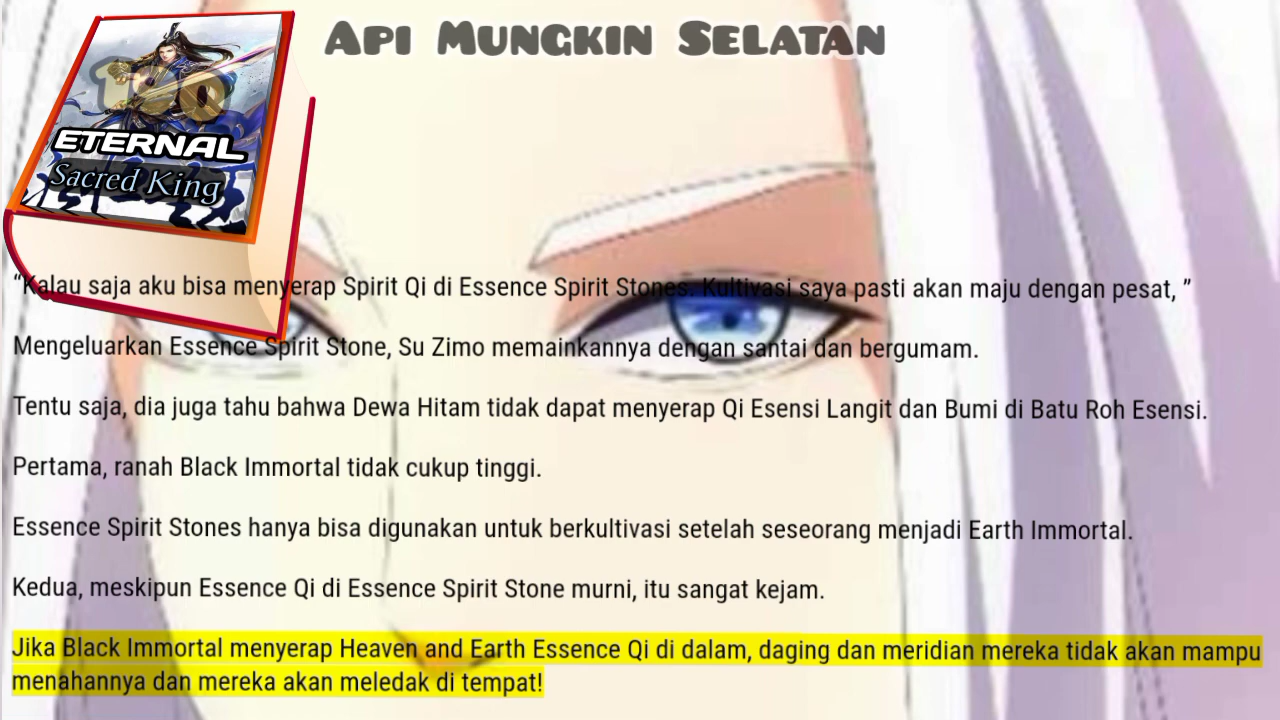 Api Mungkin Selatan
ETERNAL
Sacred King
“Kalau saja aku bisa menyerap Spirit Qi di Essence Spirit Stones. Kultivasi saya pasti akan maju dengan pesat, ”
Mengeluarkan Essence Spirit Stone, Su Zimo memainkannya dengan santai dan bergumam.
Tentu saja, dia juga tahu bahwa Dewa Hitam tidak dapat menyerap Qi Esensi Langit dan Bumi di Batu Roh Esensi.
Pertama, ranah Black Immortal tidak cukup tinggi.
Essence Spirit Stones hanya bisa digunakan untuk berkultivasi setelah seseorang menjadi Earth Immortal.
Kedua, meskipun Essence Qi di Essence Spirit Stone murni, itu sangat kejam.
Jika Black Immortal menyerap Heaven and Earth Essence Qi di dalam, daging dan meridian mereka tidak akan mampu
menahannya dan mereka akan meledak di tempat!